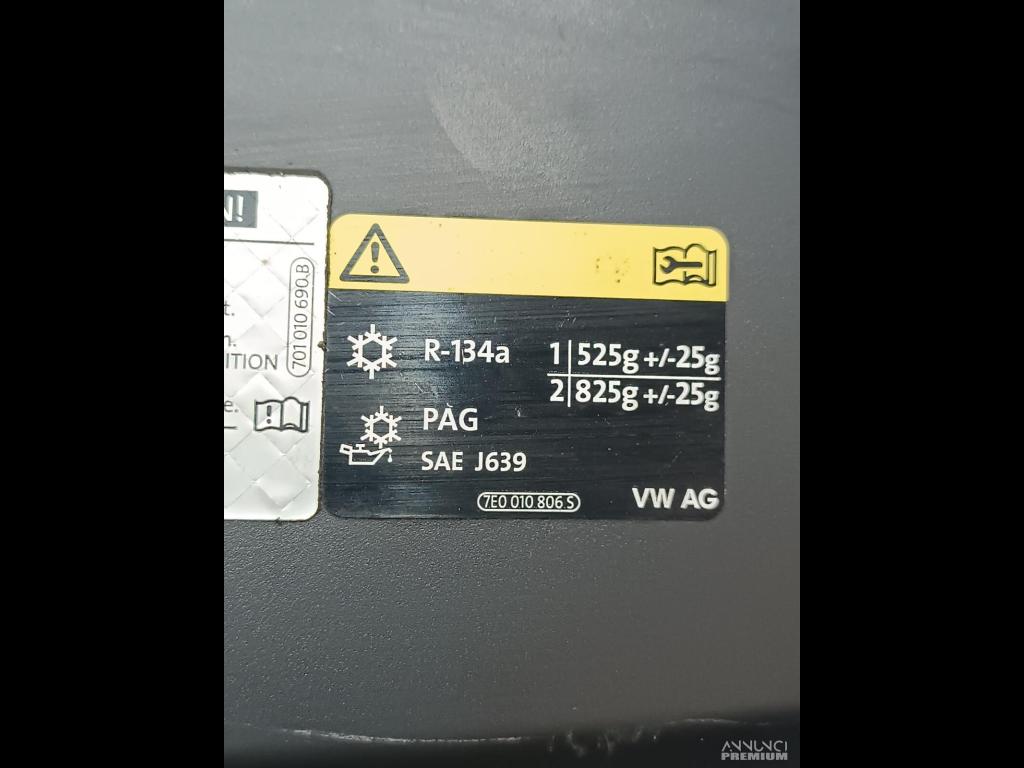 N!
701 010 690 B
t.
n.
ITION
e.
R-134a
1 525g +/-25g
2 825g +/-25g
PAG
SAE J639
7E0 010 806 S
VW AG
ANNUNCI
PREMIUM